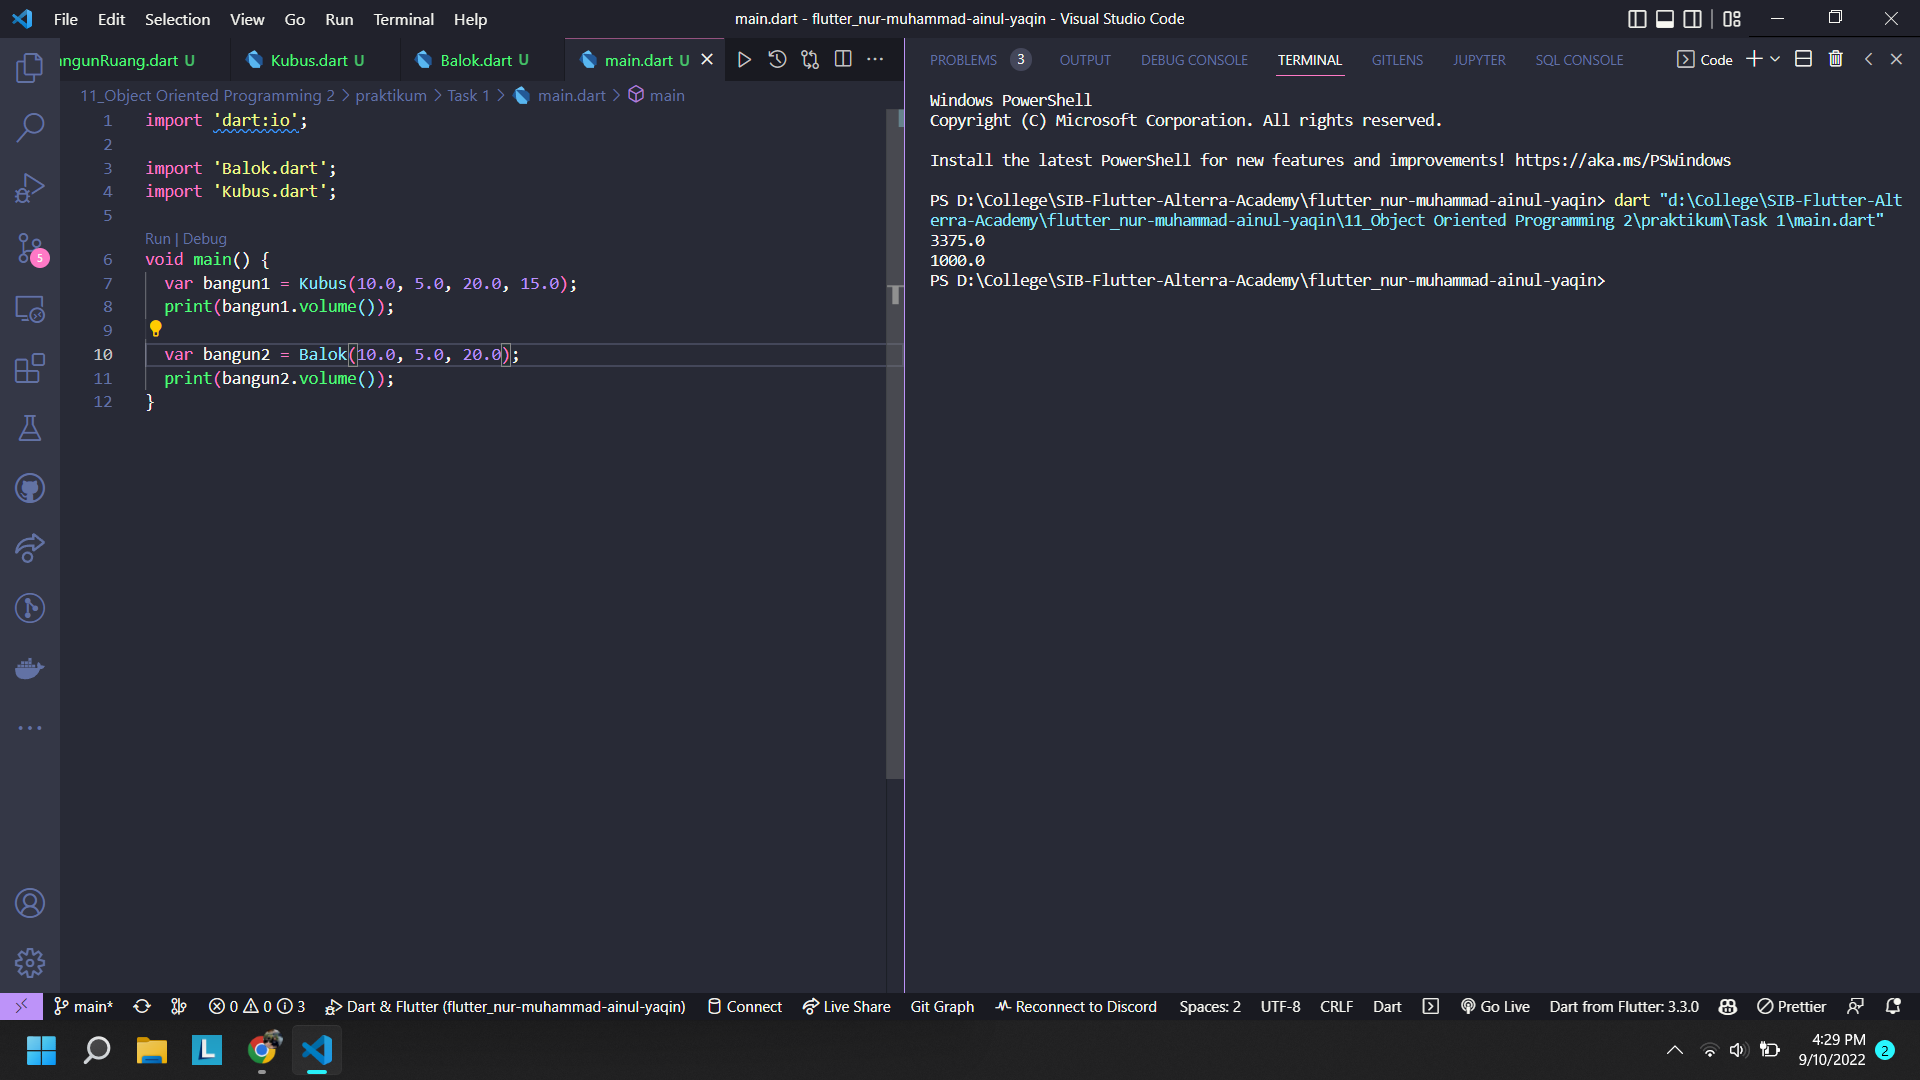 File Edit Selection View Go Run Terminal Help
main.dart - flutter_nur-muhammad-ainul-yaqin - Visual Studio Code
ngunRuang.dart U Kubus.dart U Balok.dart U main.dart U
11_Object Oriented Programming 2 > praktikum > Task 1 > main.dart > main
1 import 'dart:io';
2
3 import 'Balok.dart';
4 import 'Kubus.dart';
5
Run | Debug
6 void main() {
7 var bangun1 = Kubus(10.0, 5.0, 20.0, 15.0);
8 print(bangun1.volume());
9
10 var bangun2 = Balok(10.0, 5.0, 20.0);
11 print(bangun2.volume());
12 }
PROBLEMS 3 OUTPUT DEBUG CONSOLE TERMINAL GITLENS JUPYTER SQL CONSOLE Code
Windows PowerShell
Copyright (C) Microsoft Corporation. All rights reserved.
Install the latest PowerShell for new features and improvements! https://aka.ms/PSWindows
PS D:\College\SIB-Flutter-Alterra-Academy\flutter_nur-muhammad-ainul-yaqin> dart "d:\College\SIB-Flutter-Alt
erra-Academy\flutter_nur-muhammad-ainul-yaqin\11_Object Oriented Programming 2\praktikum\Task 1\main.dart"
3375.0
1000.0
PS D:\College\SIB-Flutter-Alterra-Academy\flutter_nur-muhammad-ainul-yaqin>
5
main* 0 0 3 Dart & Flutter (flutter_nur-muhammad-ainul-yaqin) Connect Live Share Git Graph Reconnect to Discord Spaces: 2 UTF-8 CRLF Dart Go Live Dart from Flutter: 3.3.0 Prettier
L
4:29 PM
9/10/2022
2